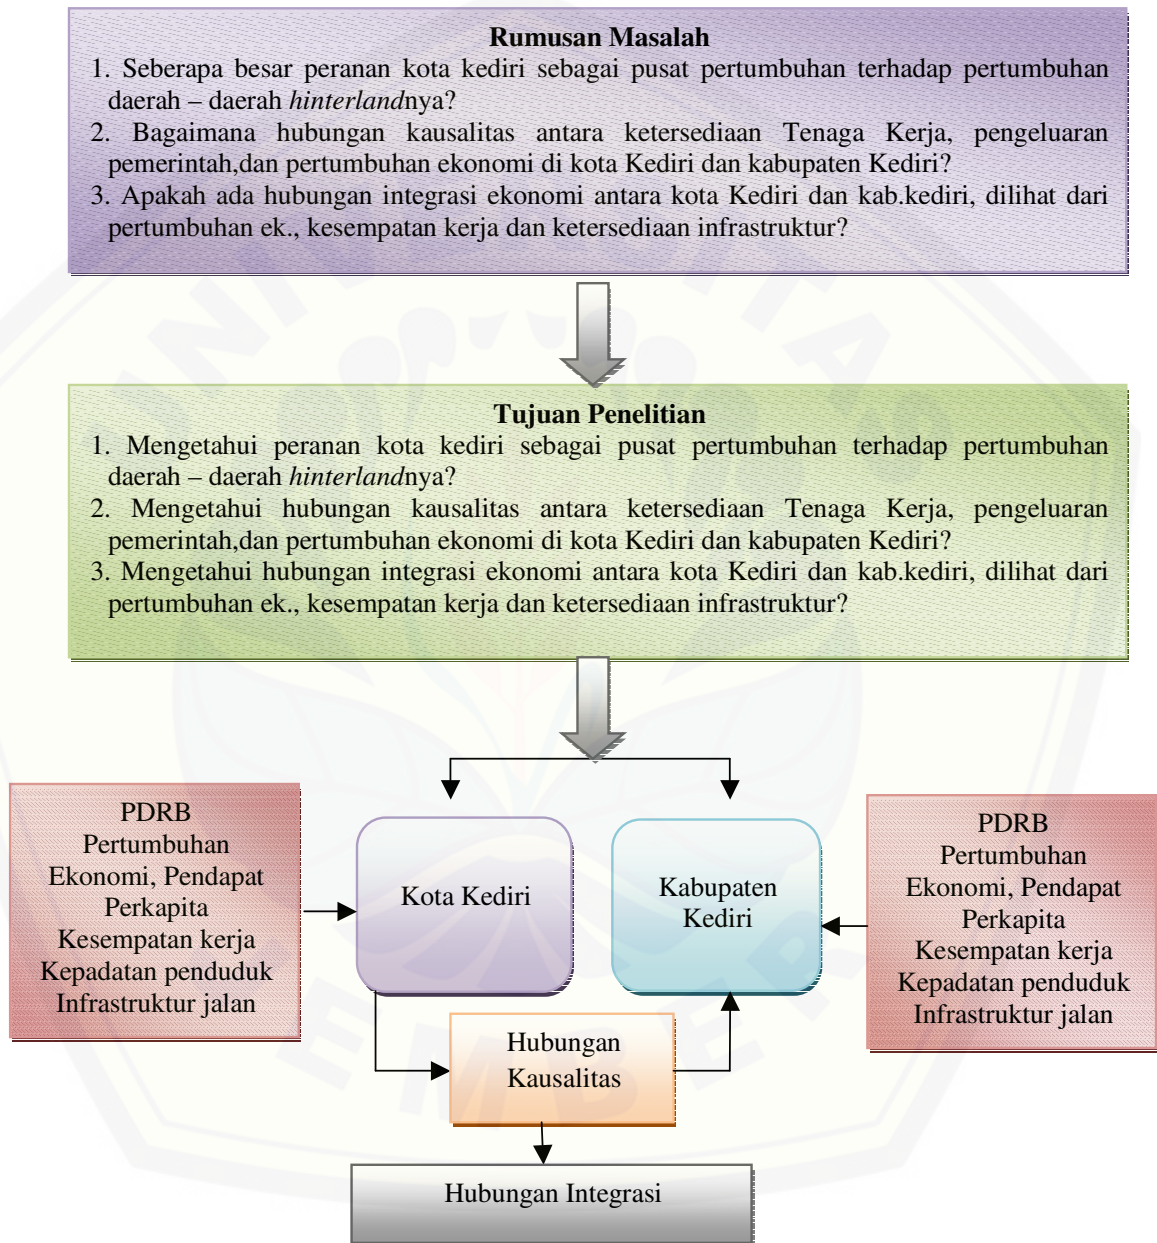 Rumusan Masalah
1. Seberapa besar peranan kota kediri sebagai pusat pertumbuhan terhadap pertumbuhan
daerah – daerah hinterlandnya?
2. Bagaimana hubungan kausalitas antara ketersediaan Tenaga Kerja, pengeluaran
pemerintah,dan pertumbuhan ekonomi di kota Kediri dan kabupaten Kediri?
3. Apakah ada hubungan integrasi ekonomi antara kota Kediri dan kab.kediri, dilihat dari
pertumbuhan ek., kesempatan kerja dan ketersediaan infrastruktur?
Tujuan Penelitian
1. Mengetahui peranan kota kediri sebagai pusat pertumbuhan terhadap pertumbuhan
daerah – daerah hinterlandnya?
2. Mengetahui hubungan kausalitas antara ketersediaan Tenaga Kerja, pengeluaran
pemerintah,dan pertumbuhan ekonomi di kota Kediri dan kabupaten Kediri?
3. Mengetahui hubungan integrasi ekonomi antara kota Kediri dan kab.kediri, dilihat dari
pertumbuhan ek., kesempatan kerja dan ketersediaan infrastruktur?
PDRB
Pertumbuhan
Ekonomi, Pendapat
Perkapita
Kesempatan kerja
Kepadatan penduduk
Infrastruktur jalan
Kota Kediri
Kabupaten
Kediri
PDRB
Pertumbuhan
Ekonomi, Pendapat
Perkapita
Kesempatan kerja
Kepadatan penduduk
Infrastruktur jalan
Hubungan
Kausalitas
Hubungan Integrasi
UNIVERSITAS
JEMBER